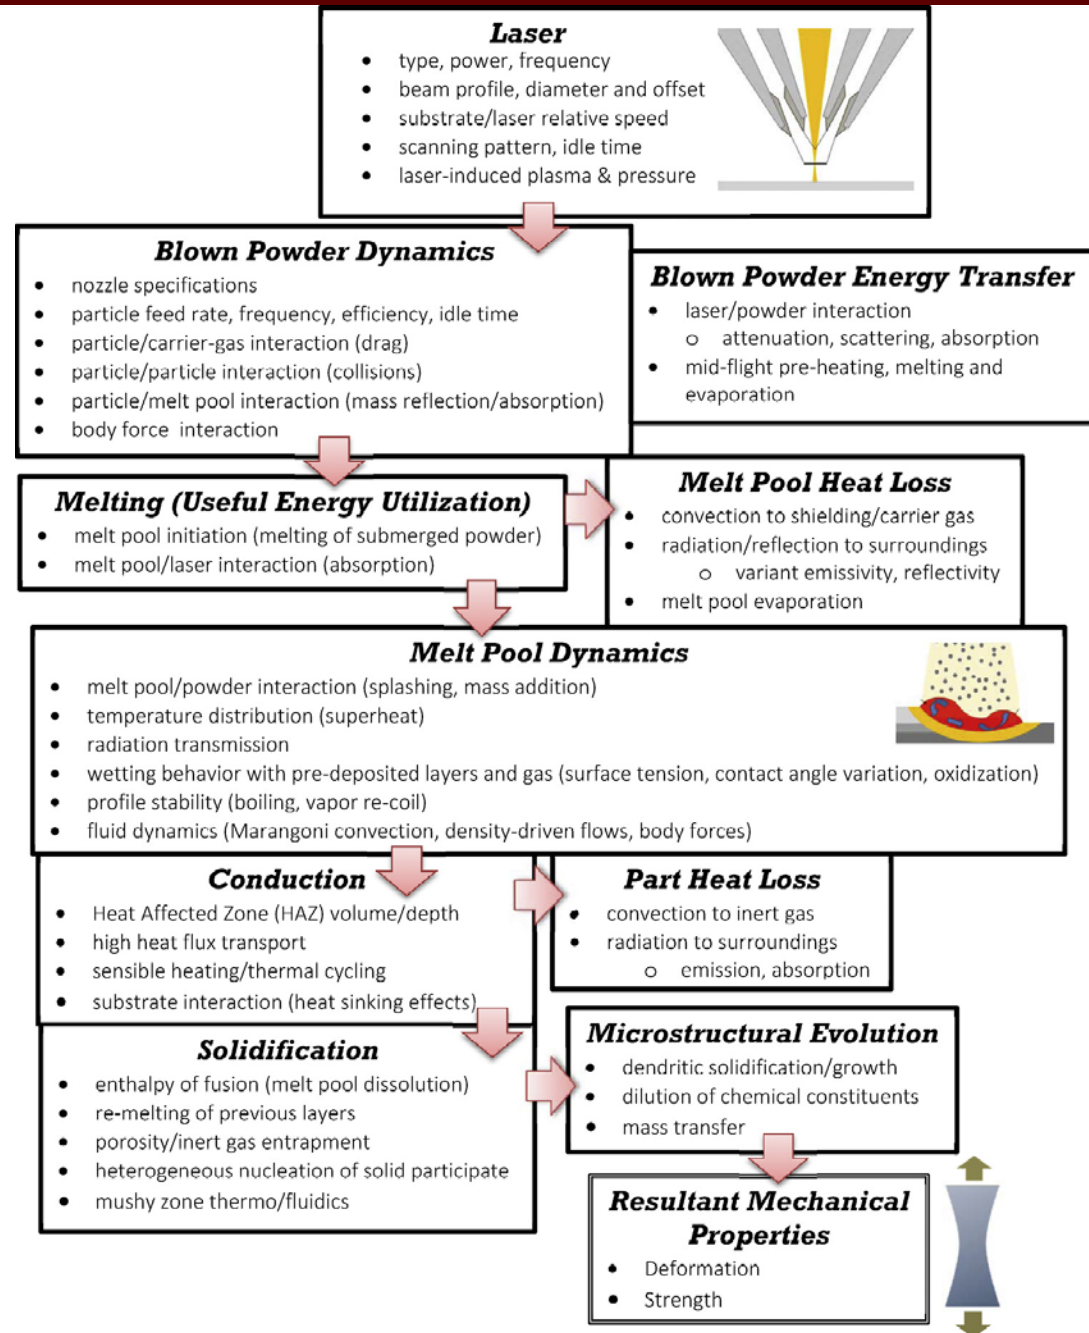 Laser
• type, power, frequency
• beam profile, diameter and offset
• substrate/laser relative speed
• scanning pattern, idle time
• laser-induced plasma & pressure
Blown Powder Dynamics
• nozzle specifications
• particle feed rate, frequency, efficiency, idle time
• particle/carrier-gas interaction (drag)
• particle/particle interaction (collisions)
• particle/melt pool interaction (mass reflection/absorption)
• body force interaction
Blown Powder Energy Transfer
• laser/powder interaction
o attenuation, scattering, absorption
• mid-flight pre-heating, melting and
evaporation
Melting (Useful Energy Utilization)
• melt pool initiation (melting of submerged powder)
• melt pool/laser interaction (absorption)
Melt Pool Heat Loss
• convection to shielding/carrier gas
• radiation/reflection to surroundings
o variant emissivity, reflectivity
• melt pool evaporation
Melt Pool Dynamics
• melt pool/powder interaction (splashing, mass addition)
• temperature distribution (superheat)
• radiation transmission
• wetting behavior with pre-deposited layers and gas (surface tension, contact angle variation, oxidization)
• profile stability (boiling, vapor re-coil)
• fluid dynamics (Marangoni convection, density-driven flows, body forces)
Conduction
• Heat Affected Zone (HAZ) volume/depth
• high heat flux transport
• sensible heating/thermal cycling
• substrate interaction (heat sinking effects)
Part Heat Loss
• convection to inert gas
• radiation to surroundings
o emission, absorption
Solidification
• enthalpy of fusion (melt pool dissolution)
• re-melting of previous layers
• porosity/inert gas entrapment
• heterogeneous nucleation of solid participate
• mushy zone thermo/fluidics
Microstructural Evolution
• dendritic solidification/growth
• dilution of chemical constituents
• mass transfer
Resultant Mechanical
Properties
• Deformation
• Strength